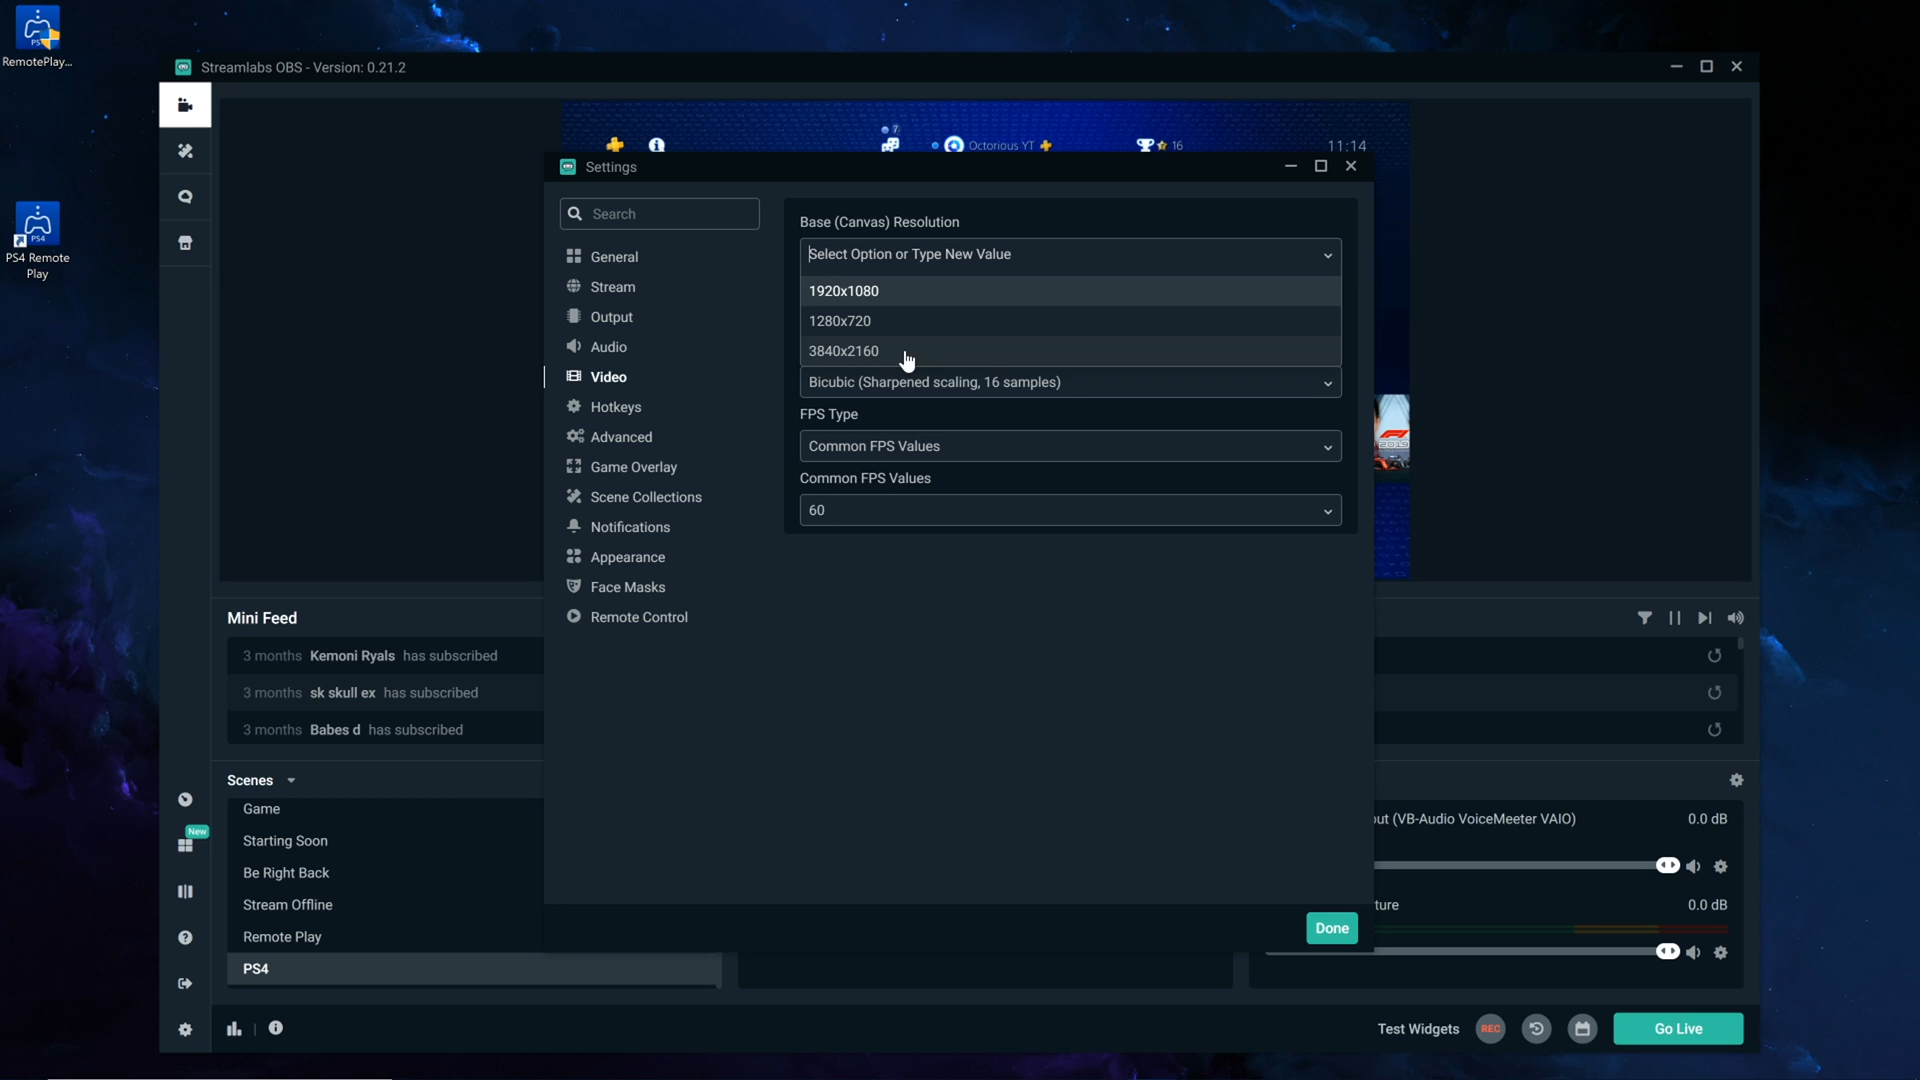 RemotePlay...
PS4 Remote
Play
Streamlabs OBS - Version: 0.21.2
7
Octorious YT
16
11:14
Settings
Search
General
Stream
Output
Audio
Video
Hotkeys
Advanced
Game Overlay
Scene Collections
Notifications
Appearance
Face Masks
Remote Control
Base (Canvas) Resolution
Select Option or Type New Value
1920x1080
1280x720
3840x2160
Bicubic (Sharpened scaling, 16 samples)
FPS Type
Common FPS Values
Common FPS Values
60
Done
Mini Feed
3 months Kemoni Ryals has subscribed
3 months sk skull ex has subscribed
3 months Babes d has subscribed
Scenes
Game
Starting Soon
Be Right Back
Stream Offline
Remote Play
PS4
out (VB-Audio VoiceMeeter VAIO) 0.0 dB
ture 0.0 dB
New
Test Widgets
REC
Go Live